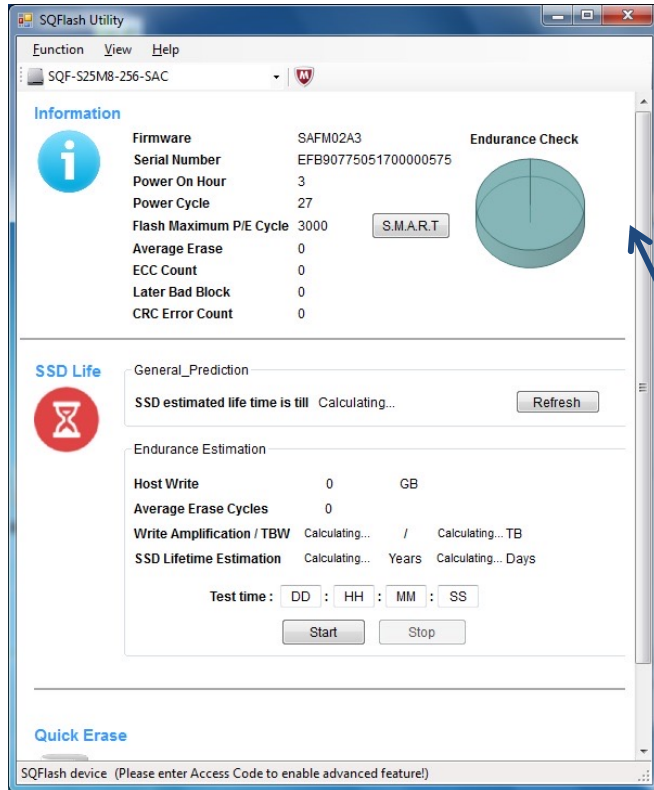 SQFlash Utility
Function View Help
SQF-S25M8-256-SAC
Information
Firmware SAFM02A3 Endurance Check
Serial Number EFB90775051700000575
Power On Hour 3
Power Cycle 27
Flash Maximum P/E Cycle 3000 S.M.A.R.T
Average Erase 0
ECC Count 0
Later Bad Block 0
CRC Error Count 0
SSD Life General_Prediction
SSD estimated life time is till Calculating... Refresh
Endurance Estimation
Host Write 0 GB
Average Erase Cycles 0
Write Amplification / TBW Calculating... / Calculating... TB
SSD Lifetime Estimation Calculating... Years Calculating... Days
Test time : DD : HH : MM : SS
Start Stop
Quick Erase
SQFlash device (Please enter Access Code to enable advanced feature!)